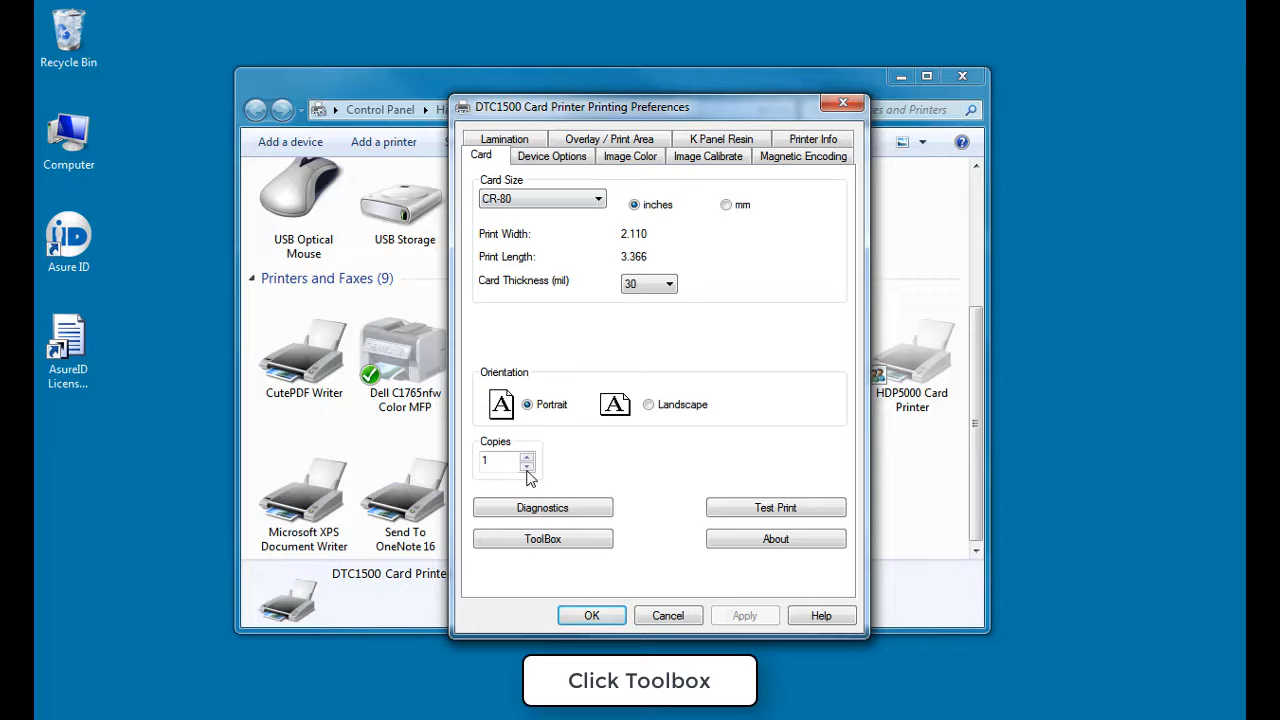 Recycle Bin
Computer
Asure ID
AsureID
Licens...
Control Panel
es and Printers
Add a device
Add a printer
USB Optical
Mouse
USB Storage
Printers and Faxes (9)
CutePDF Writer
Dell C1765nfw
Color MFP
HDP5000 Card
Printer
Microsoft XPS
Document Writer
Send To
OneNote 16
DTC1500 Card Printe
DTC1500 Card Printer Printing Preferences
Lamination
Overlay / Print Area
K Panel Resin
Printer Info
Card
Device Options
Image Color
Image Calibrate
Magnetic Encoding
Card Size
CR-80
inches
mm
Print Width:
2.110
Print Length:
3.366
Card Thickness (mil)
30
Orientation
A
Portrait
A
Landscape
Copies
1
Diagnostics
Test Print
ToolBox
About
OK
Cancel
Apply
Help
Click Toolbox